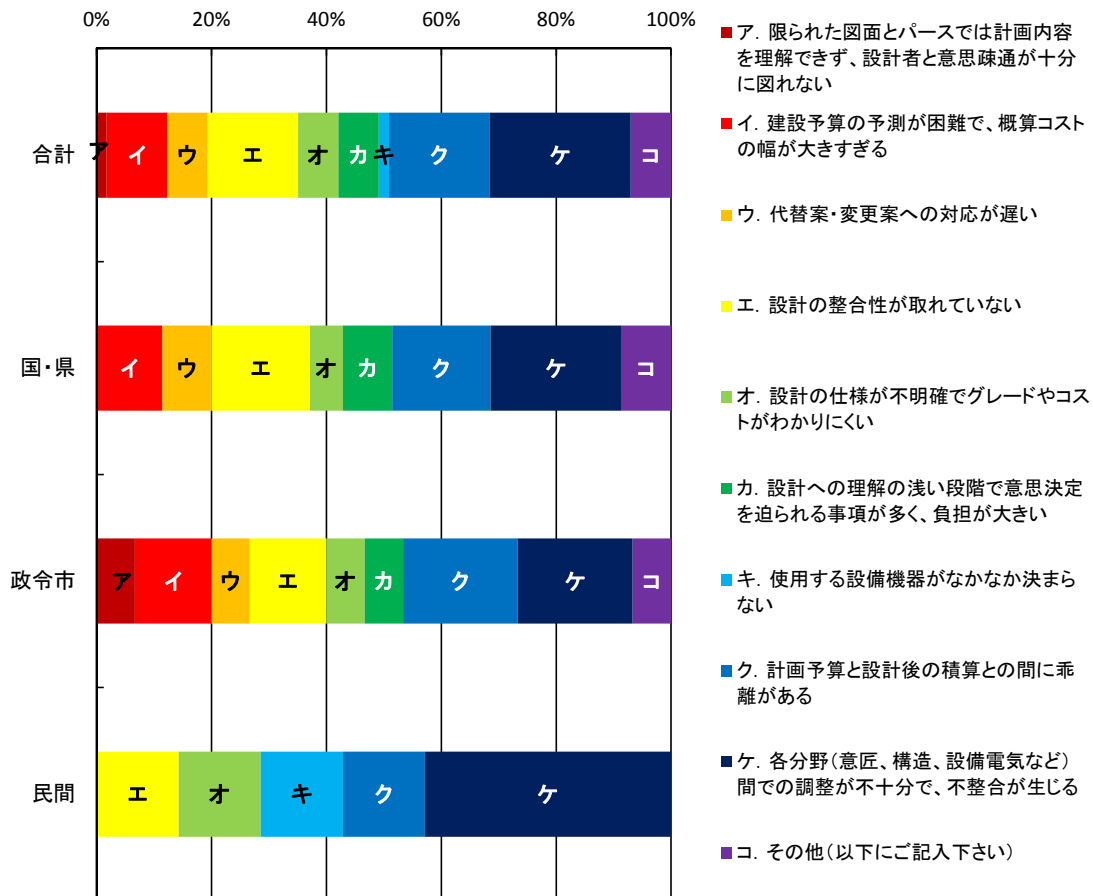 0% 20% 40% 60% 80% 100%
合計
ア イ ウ エ オ カ キ ク ケ コ
国・県
イ ウ エ オ カ ク ケ コ
政令市
ア イ ウ エ オ カ ク ケ コ
民間
エ オ キ ク ケ
ア. 限られた図面とパースでは計画内容
を理解できず、設計者と意思疎通が十分
に図れない
イ. 建設予算の予測が困難で、概算コスト
の幅が大きすぎる
ウ. 代替案・変更案への対応が遅い
エ. 設計の整合性が取れていない
オ. 設計の仕様が不明確でグレードやコス
トがわかりにくい
カ. 設計への理解の浅い段階で意思決定
を迫られる事項が多く、負担が大きい
キ. 使用する設備機器がなかなか決まら
ない
ク. 計画予算と設計後の積算との間に乖
離がある
ケ. 各分野(意匠、構造、設備電気など)
間での調整が不十分で、不整合が生じる
コ. その他(以下にご記入下さい)